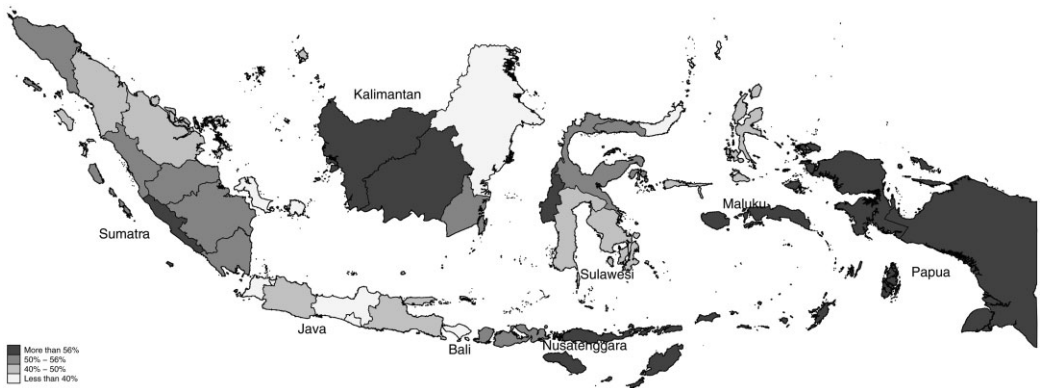 Kalimantan
Maluku
Sumatra
Sulawesi
Papua
Java
Bali
Nusatenggara
More than 56%
50% – 56%
40% – 50%
Less than 40%